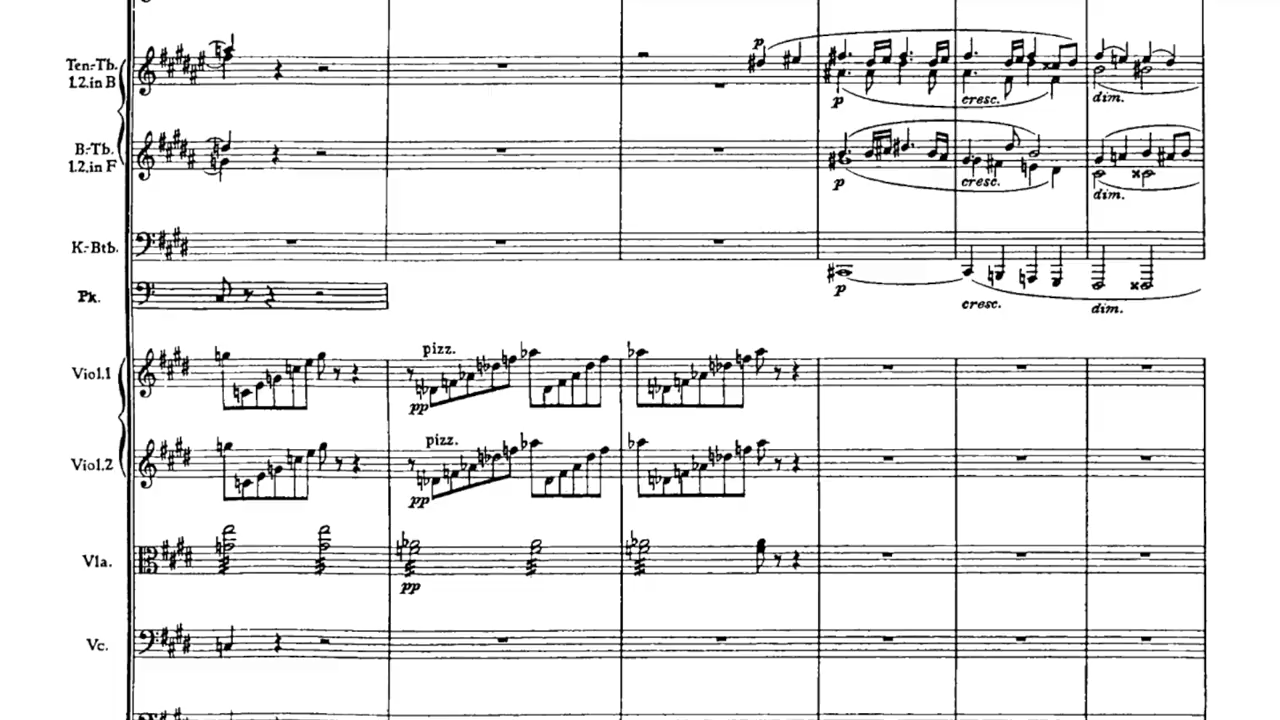 p
Ten.-Tb.
1.2. in B
p cresc. dim.
B.-Tb.
1.2. in F
p cresc. dim.
K.-Btb.
p
Pk.
cresc. dim.
pizz.
Viol.1
pp
pizz.
Viol.2
pp
Vla.
pp
Vc.